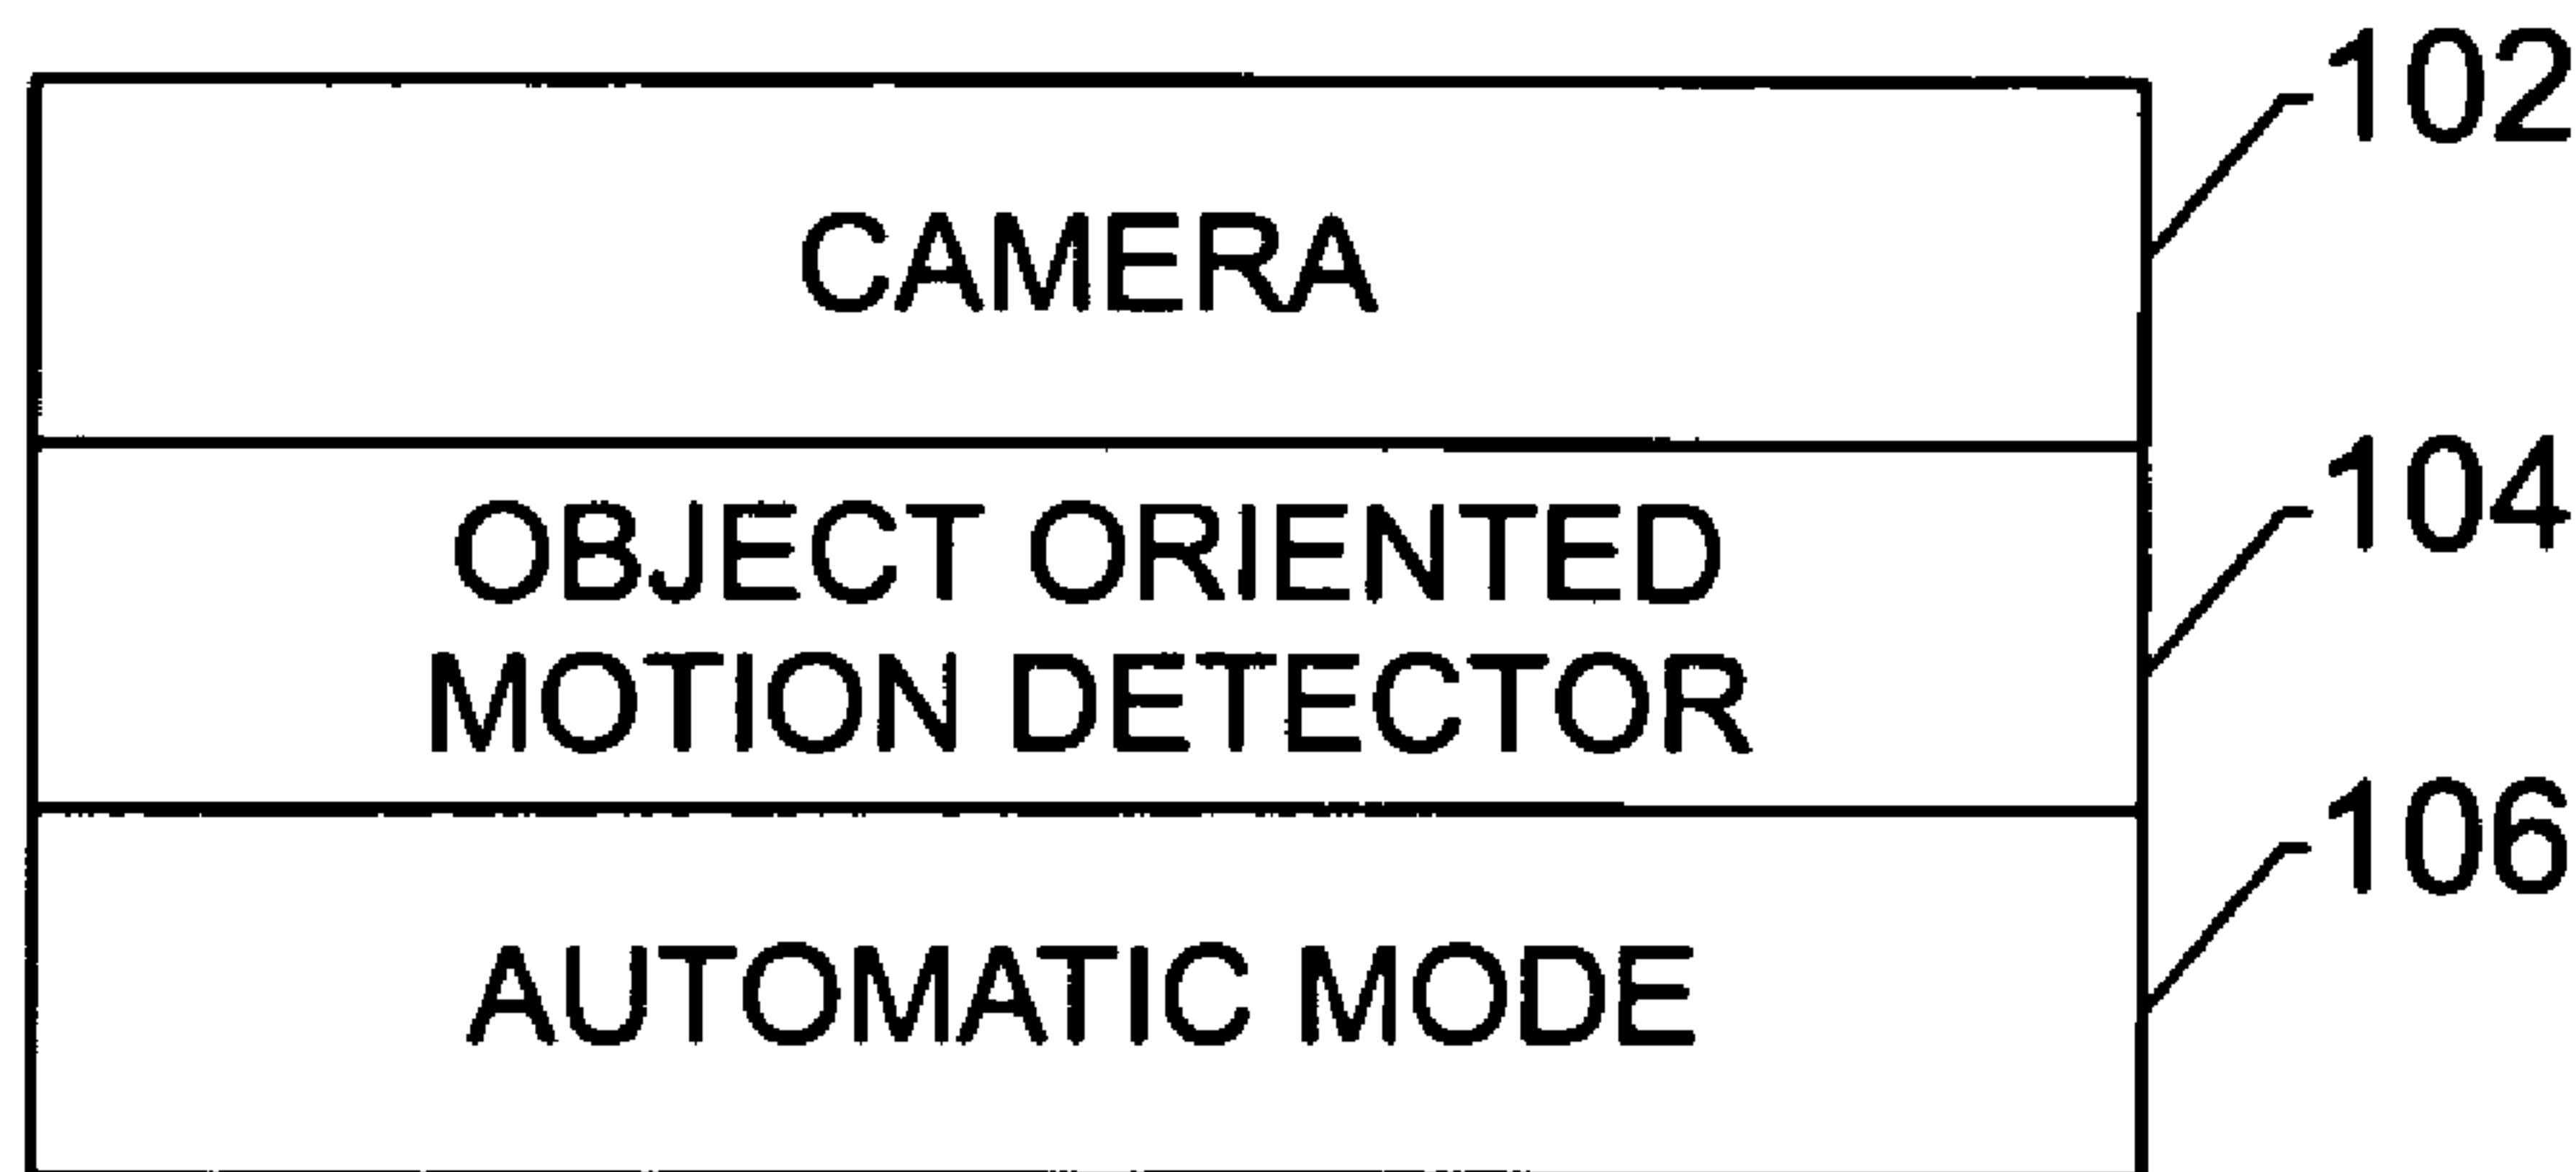 102
CAMERA
104
OBJECT ORIENTED
MOTION DETECTOR
106
AUTOMATIC MODE